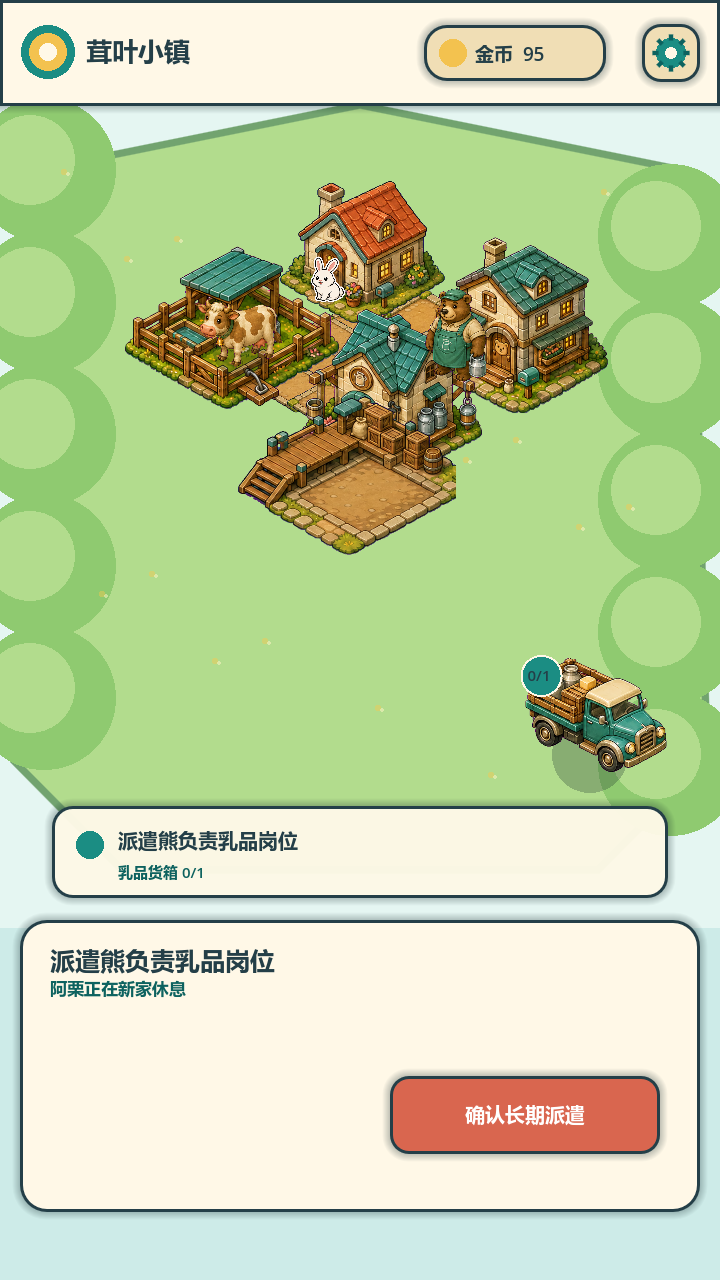 茸叶小镇
金币 95
0/1
派遣熊负责乳品岗位
乳品货箱 0/1
派遣熊负责乳品岗位
阿栗正在新家休息
确认长期派遣